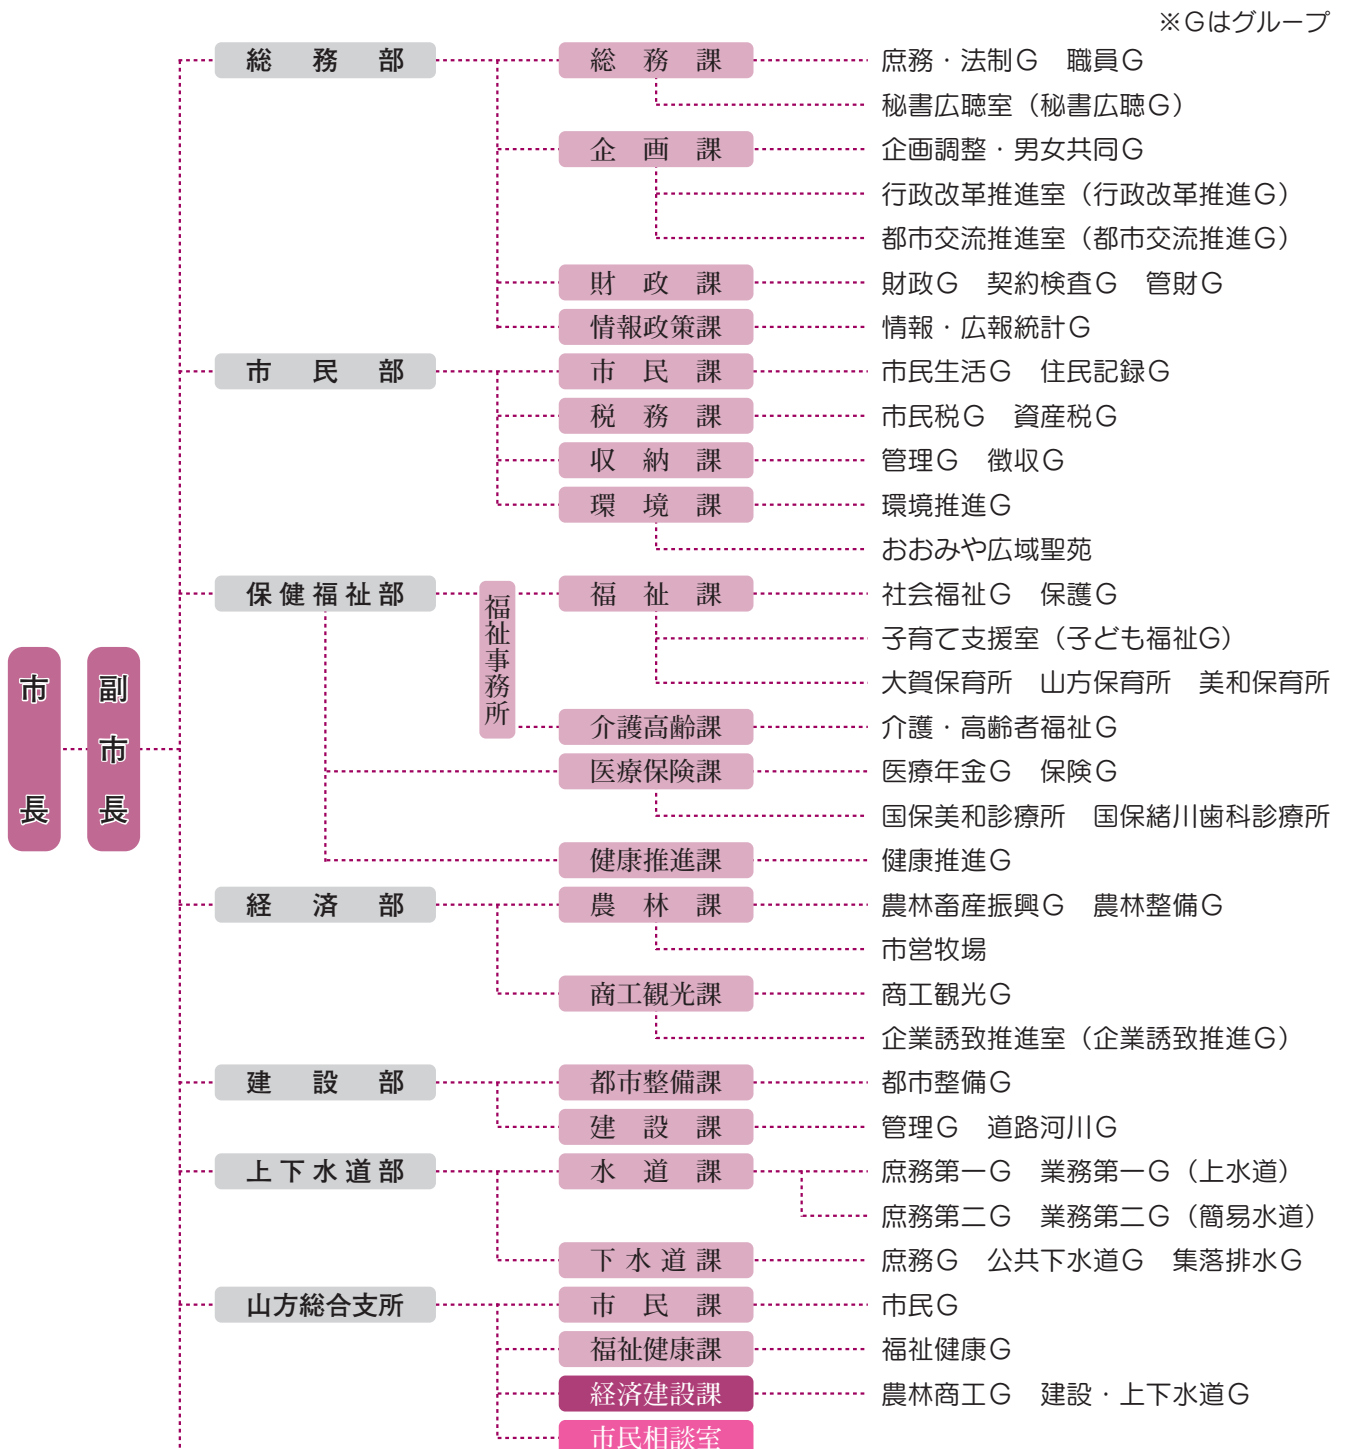 ※Gはグループ
総務部 総務課 庶務・法制G 職員G
秘書広聴室（秘書広聴G）
企画課 企画調整・男女共同G
行政改革推進室（行政改革推進G）
都市交流推進室（都市交流推進G）
財政課 財政G 契約検査G 管財G
情報政策課 情報・広報統計G
市民部 市民課 市民生活G 住民記録G
税務課 市民税G 資産税G
収納課 管理G 徴収G
環境課 環境推進G
おおみや広域聖苑
保健福祉部 福祉事務所 福祉課 社会福祉G 保護G
子育て支援室（子ども福祉G）
大賀保育所 山方保育所 美和保育所
市長 副市長
介護高齢課 介護・高齢者福祉G
医療保険課 医療年金G 保険G
国保美和診療所 国保緒川歯科診療所
健康推進課 健康推進G
経済部 農林課 農林畜産振興G 農林整備G
市営牧場
商工観光課 商工観光G
企業誘致推進室（企業誘致推進G）
建設部 都市整備課 都市整備G
建設課 管理G 道路河川G
上下水道部 水道課 庶務第一G 業務第一G（上水道）
庶務第二G 業務第二G（簡易水道）
下水道課 庶務G 公共下水道G 集落排水G
山方総合支所 市民課 市民G
福祉健康課 福祉健康G
経済建設課 農林商工G 建設・上下水道G
市民相談室